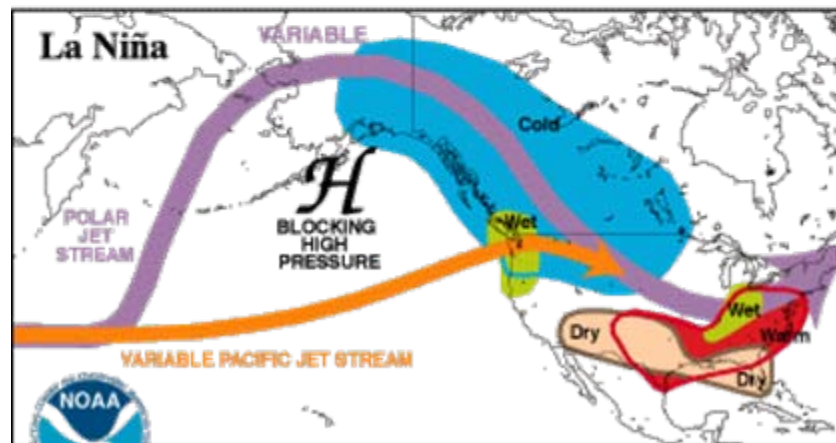 La Niña
VARIABLE
Cold
H
BLOCKING
HIGH
PRESSURE
Wet
POLAR
JET
STREAM
VARIABLE PACIFIC JET STREAM
Wet
Dry
Warm
Dry
NOAA